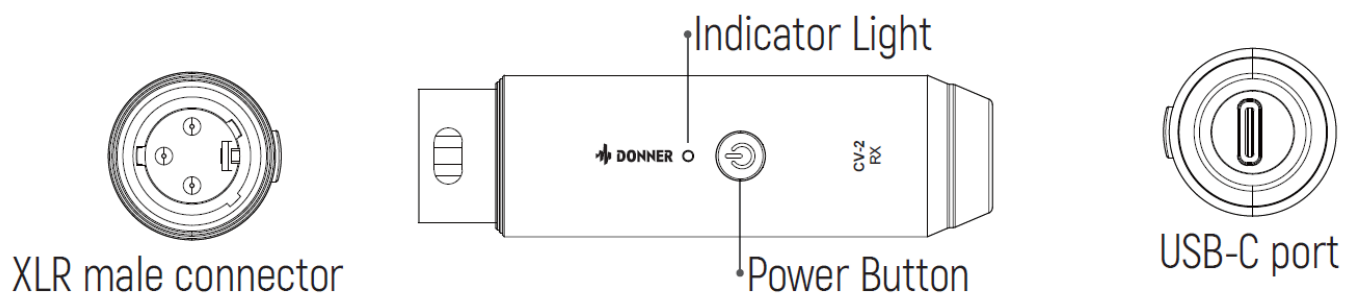 Indicator Light
DONNER
CV-2
RX
XLR male connector
Power Button
USB-C port